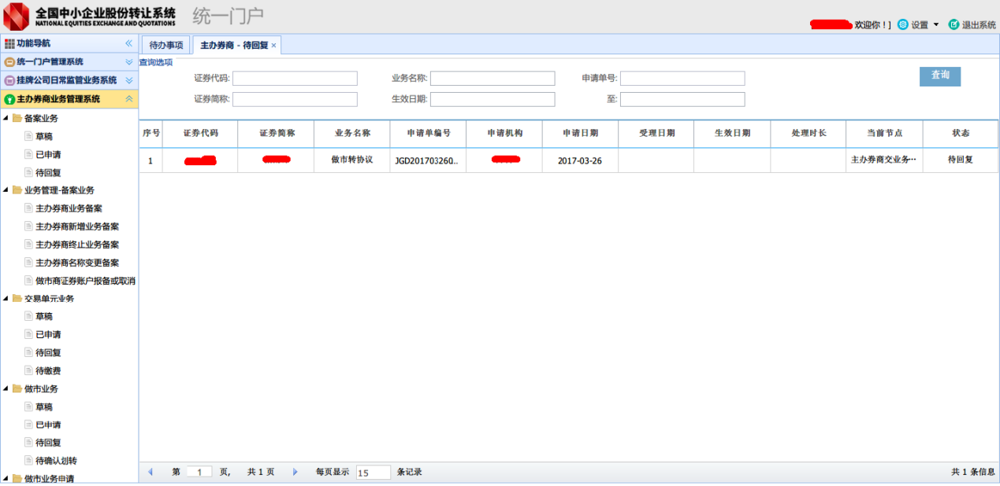 全国中小企业股份转让系统 统一门户
NATIONAL EQUITIES EXCHANGE AND QUOTATIONS
欢迎你！] 设置 退出系统
功能导航
统一门户管理系统
挂牌公司日常监管业务系统
主办券商业务管理系统
备案业务
草稿
已申请
待回复
业务管理-备案业务
主办券商业务备案
主办券商新增业务备案
主办券商终止业务备案
主办券商名称变更备案
做市商证券账户报备或取消
交易单元业务
草稿
已申请
待回复
待缴费
做市业务
草稿
已申请
待回复
待确认划转
做市业务申请
待办事项 主办券商 - 待回复 ×
查询选项
证券代码: 业务名称: 申请单号: 查询
证券简称: 生效日期: 至:
序号 证券代码 证券简称 业务名称 申请单编号 申请机构 申请日期 受理日期 生效日期 处理时长 当前节点 状态
1 做市转协议 JGD201703260.. 2017-03-26 主办券商交业务… 待回复
第 1 页, 共 1 页 每页显示 15 条记录 共 1 条信息